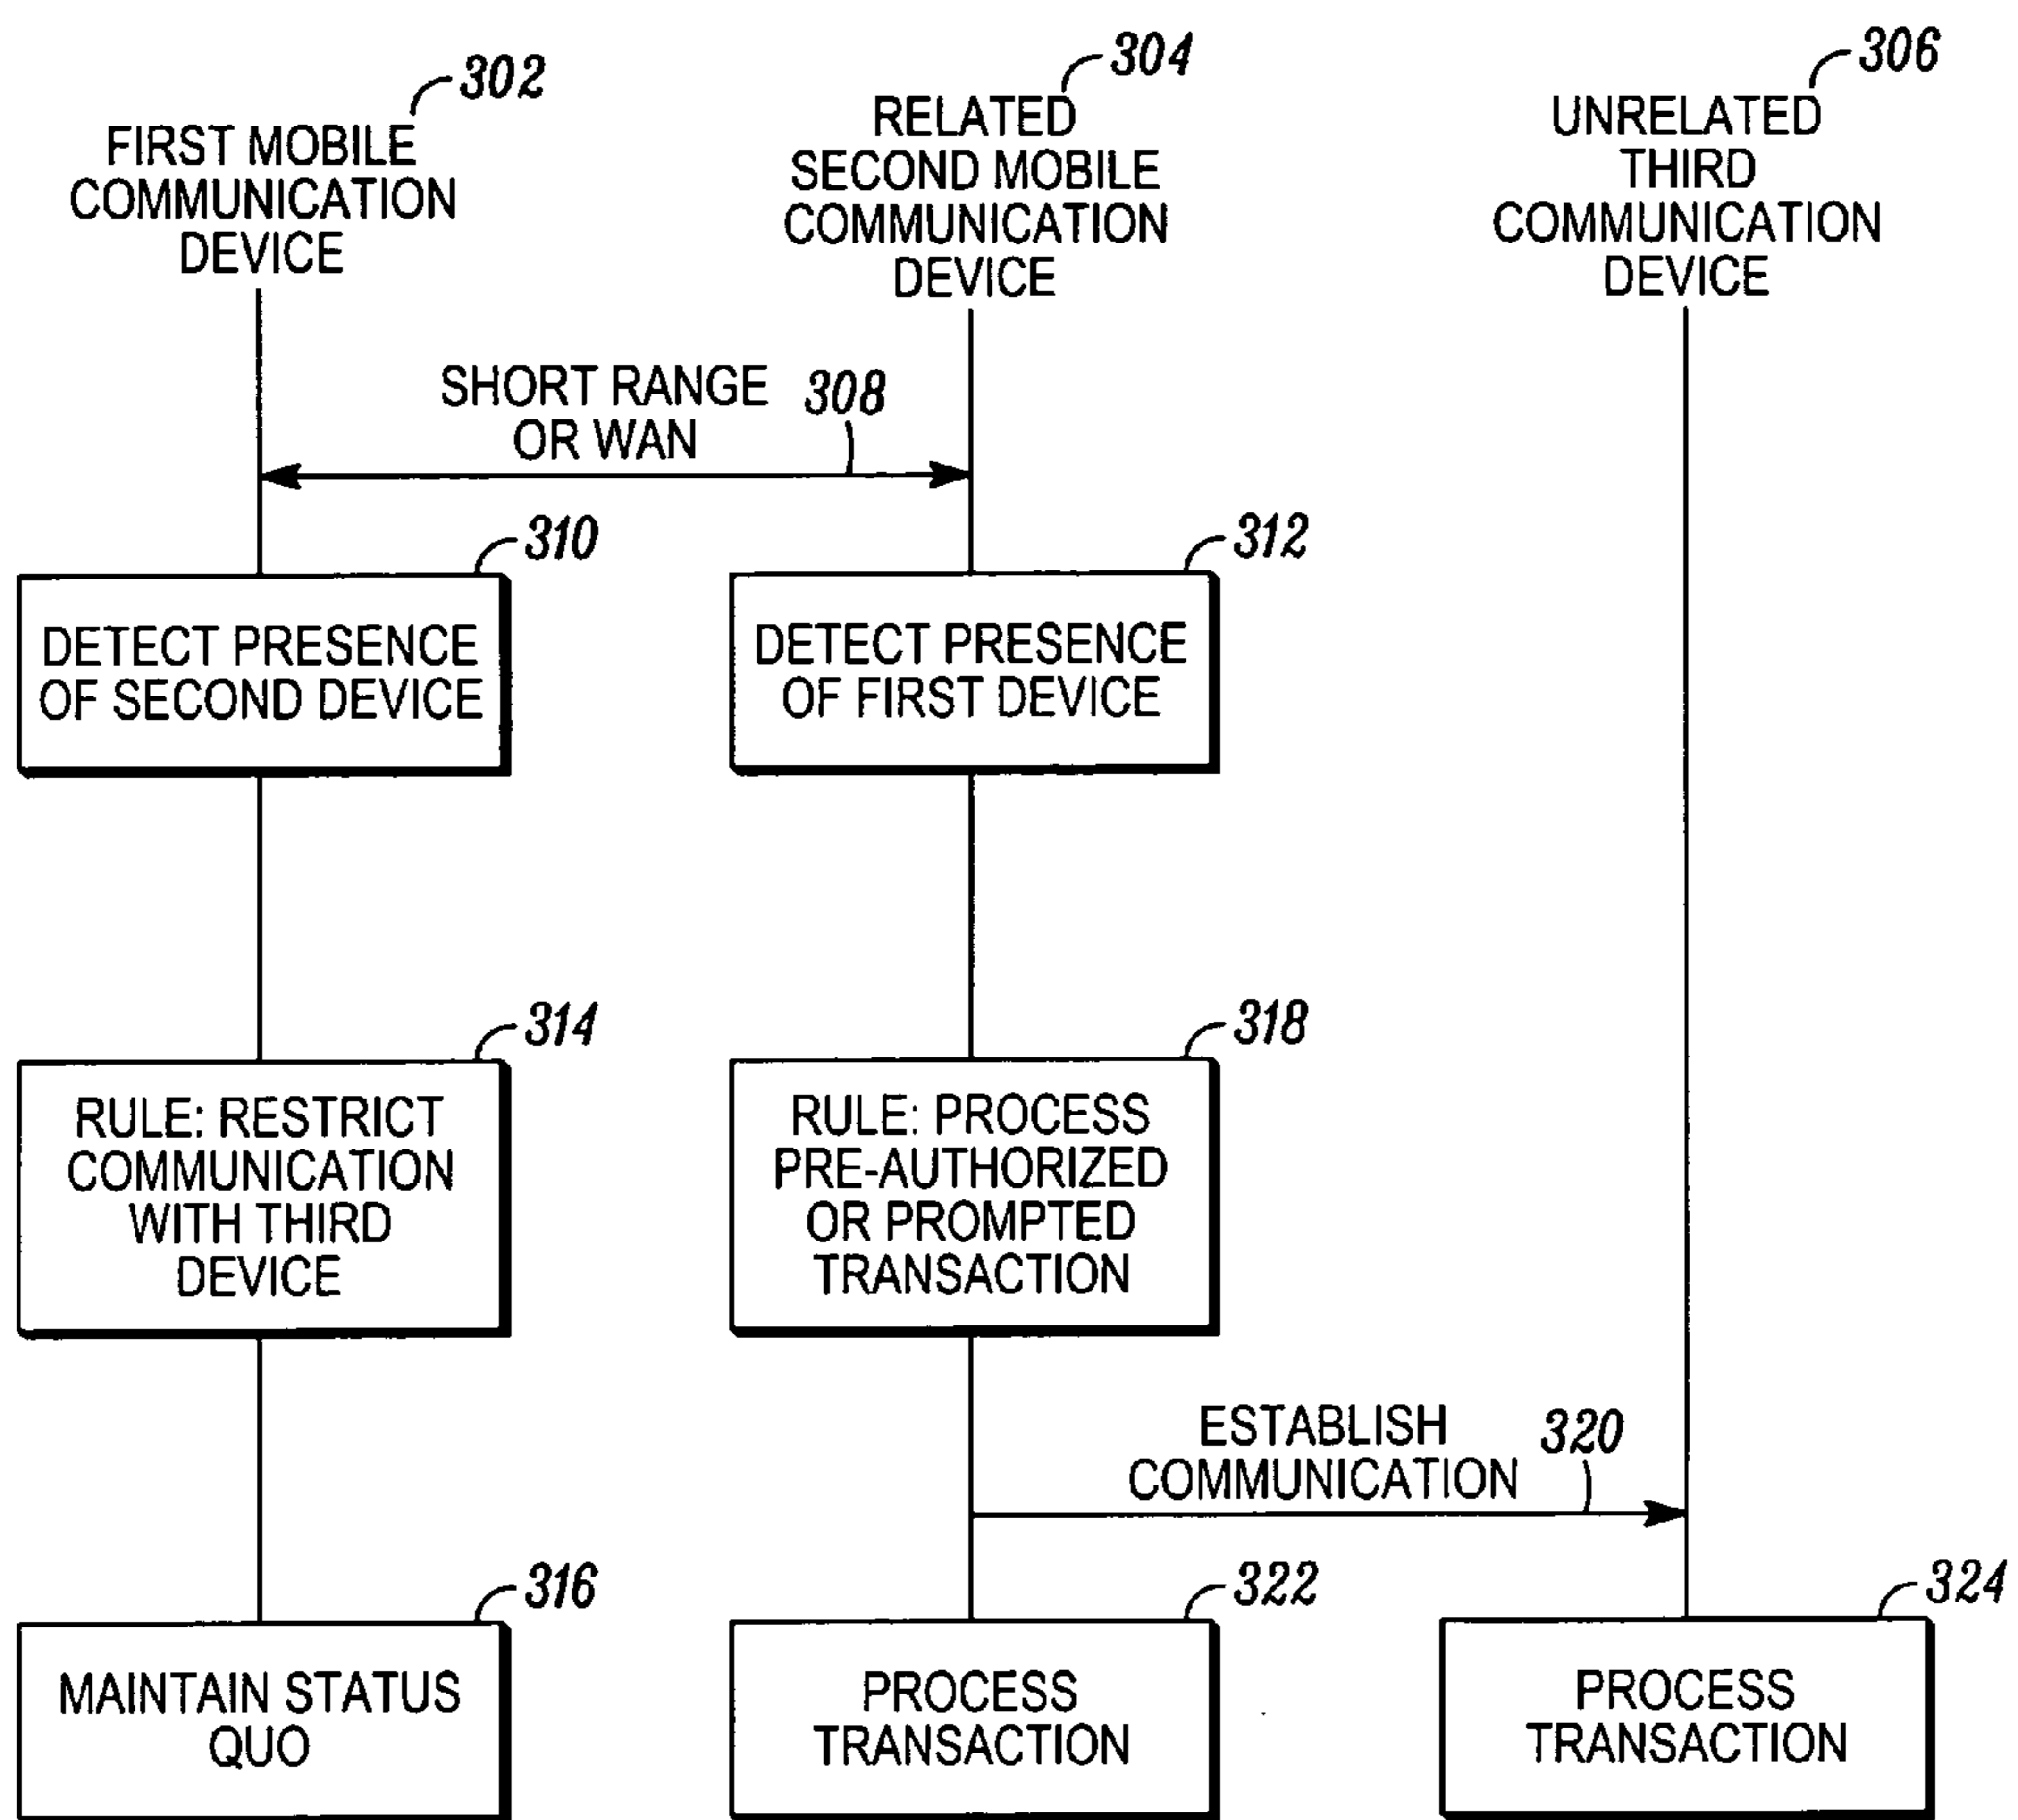 302
FIRST MOBILE
COMMUNICATION
DEVICE
304
RELATED
SECOND MOBILE
COMMUNICATION
DEVICE
306
UNRELATED
THIRD
COMMUNICATION
DEVICE
SHORT RANGE
OR WAN
308
310
DETECT PRESENCE
OF SECOND DEVICE
312
DETECT PRESENCE
OF FIRST DEVICE
314
RULE: RESTRICT
COMMUNICATION
WITH THIRD
DEVICE
318
RULE: PROCESS
PRE-AUTHORIZED
OR PROMPTED
TRANSACTION
ESTABLISH
COMMUNICATION
320
316
MAINTAIN STATUS
QUO
322
PROCESS
TRANSACTION
324
PROCESS
TRANSACTION